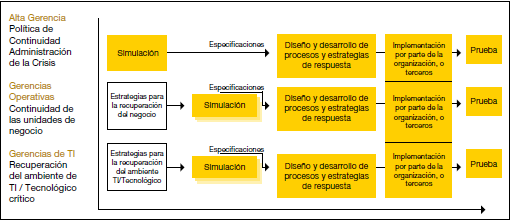 Alta Gerencia
Política de
Continuidad
Administración
de la Crisis
Simulación
Especificaciones
Diseño y desarrollo de
procesos y estrategias
de respuesta
Implementación
por parte de la
organización, o
terceros
Prueba
Gerencias
Operativas
Continuidad de
las unidades de
negocio
Estrategias para
la recuperación
del negocio
Simulación
Especificaciones
Diseño y desarrollo de
procesos y estrategias
de respuesta
Implementación
por parte de la
organización, o
terceros
Prueba
Gerencias de TI
Recuperación
del ambiente de
TI / Tecnológico
crítico
Estrategias para
la recuperación
del ambiente
TI/Tecnológico
Simulación
Especificaciones
Diseño y desarrollo de
procesos y estrategias
de respuesta
Implementación
por parte de la
organización, o
terceros
Prueba